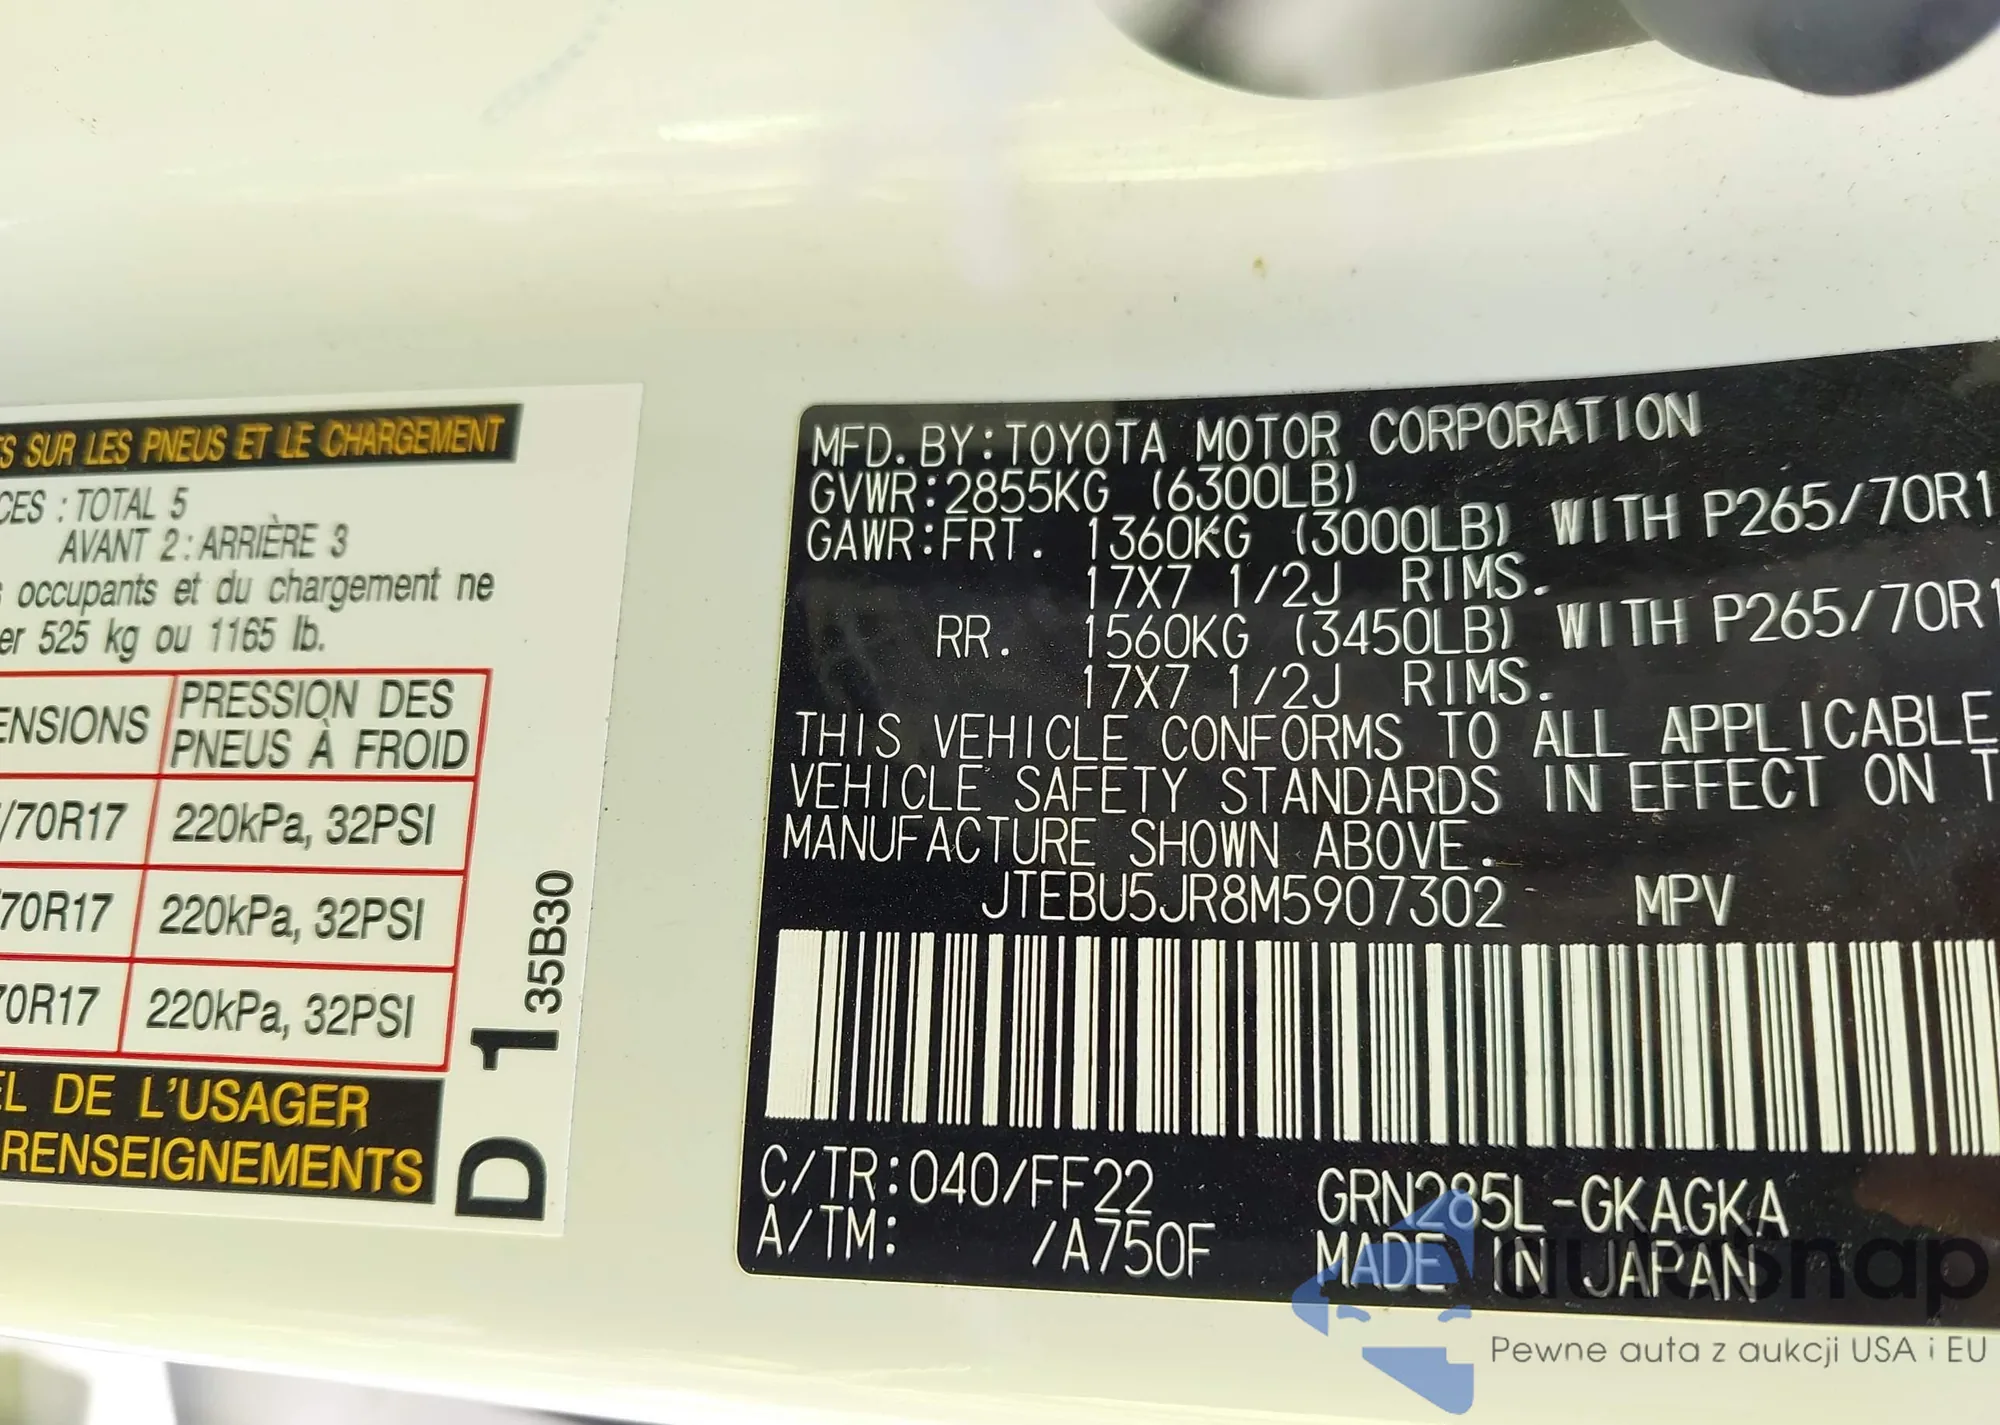 S SUR LES PNEUS ET LE CHARGEMENT
CES : TOTAL 5
AVANT 2 : ARRIÈRE 3
s occupants et du chargement ne
er 525 kg ou 1165 lb.
ENSIONS PRESSION DES PNEUS À FROID
/70R17 220kPa, 32PSI
70R17 220kPa, 32PSI
70R17 220kPa, 32PSI
EL DE L'USAGER
RENSEIGNEMENTS
D 1 35B30
MFD. BY:TOYOTA MOTOR CORPORATION
GVWR:2855KG (6300LB)
GAWR:FRT. 1360KG (3000LB) WITH P265/70R1
17X7 1/2J RIMS.
RR. 1560KG (3450LB) WITH P265/70R1
17X7 1/2J RIMS.
THIS VEHICLE CONFORMS TO ALL APPLICABLE
VEHICLE SAFETY STANDARDS IN EFFECT ON T
MANUFACTURE SHOWN ABOVE.
JTEBU5JR8M5907302 MPV
C/TR:040/FF22 GRN285L-GKAGKA
A/TM: /A750F MADE IN JAPAN
autosnap
Pewne auta z aukcji USA i EU